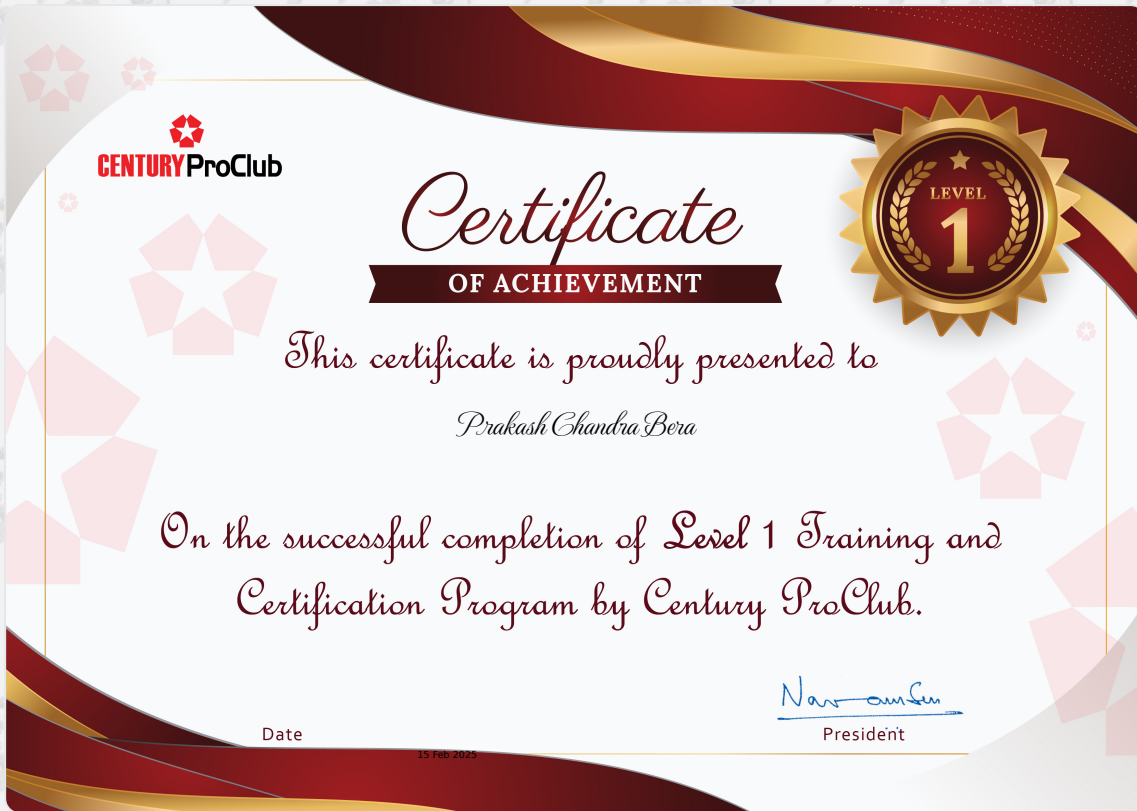 CENTURY ProClub
LEVEL
1
Certificate
OF ACHIEVEMENT
This certificate is proudly presented to
Prakash Chandra Bera
On the successful completion of Level 1 Training and
Certification Program by Century ProClub.
Date
President
15 Feb 2025